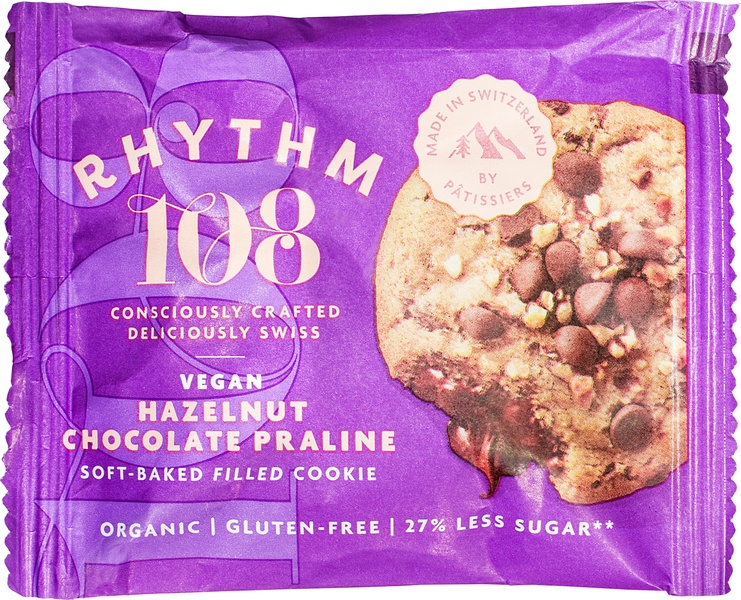 MADE IN SWITZERLAND
BY
PÂTISSIERS
RHYTHM
108
CONSCIOUSLY CRAFTED
DELICIOUSLY SWISS
VEGAN
HAZELNUT
CHOCOLATE PRALINE
SOFT-BAKED FILLED COOKIE
ORGANIC | GLUTEN-FREE | 27% LESS SUGAR**